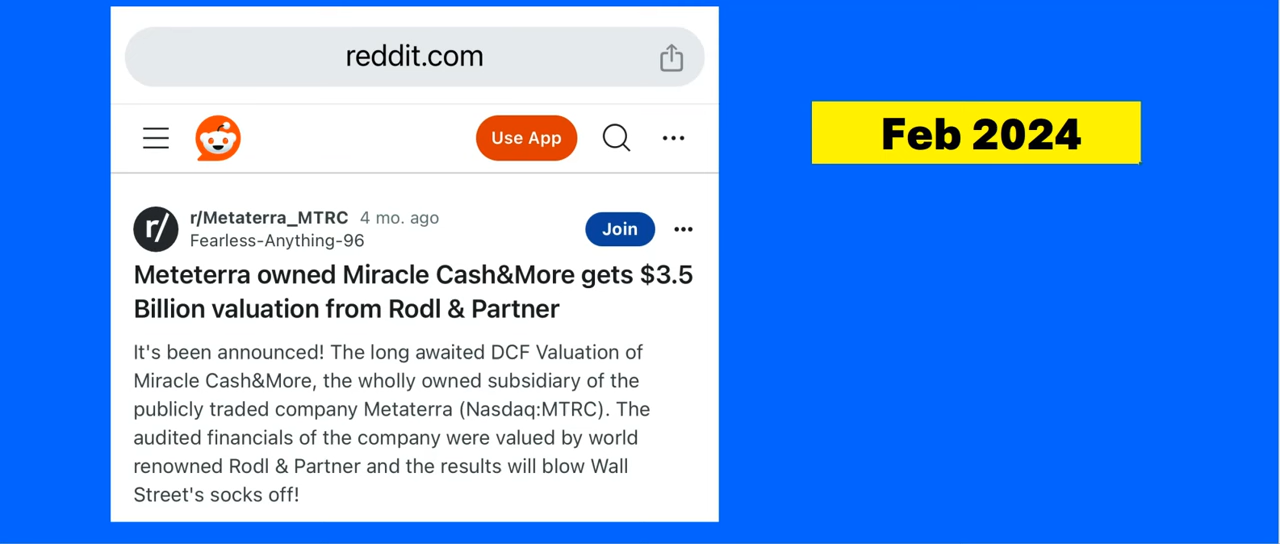 reddit.com
Use App
Feb 2024
r/
r/Metaterra_MTRC 4 mo. ago
Fearless-Anything-96
Join
Meteterra owned Miracle Cash&More gets $3.5
Billion valuation from Rodl & Partner
It's been announced! The long awaited DCF Valuation of
Miracle Cash&More, the wholly owned subsidiary of the
publicly traded company Metaterra (Nasdaq:MTRC). The
audited financials of the company were valued by world
renowned Rodl & Partner and the results will blow Wall
Street's socks off!